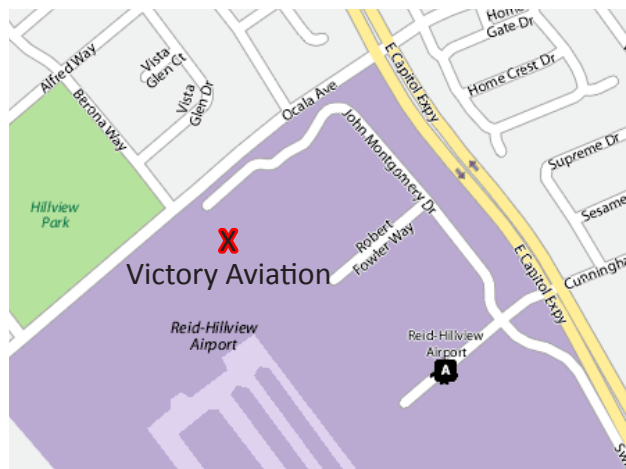 Alfred Way
Vista
Glen Ct
Vista
Glen Dr
Berona Way
Ocala Ave
E Capitol Expy
Home
Gate Dr
Home Crest Dr
Supreme Dr
Sesame
John Montgomery Dr
Hillview
Park
X
Victory Aviation
Robert
Fowler Way
E Capitol Expy
Cunningha
Reid-Hillview
Airport
Reid-Hillview
Airport
A
Sw